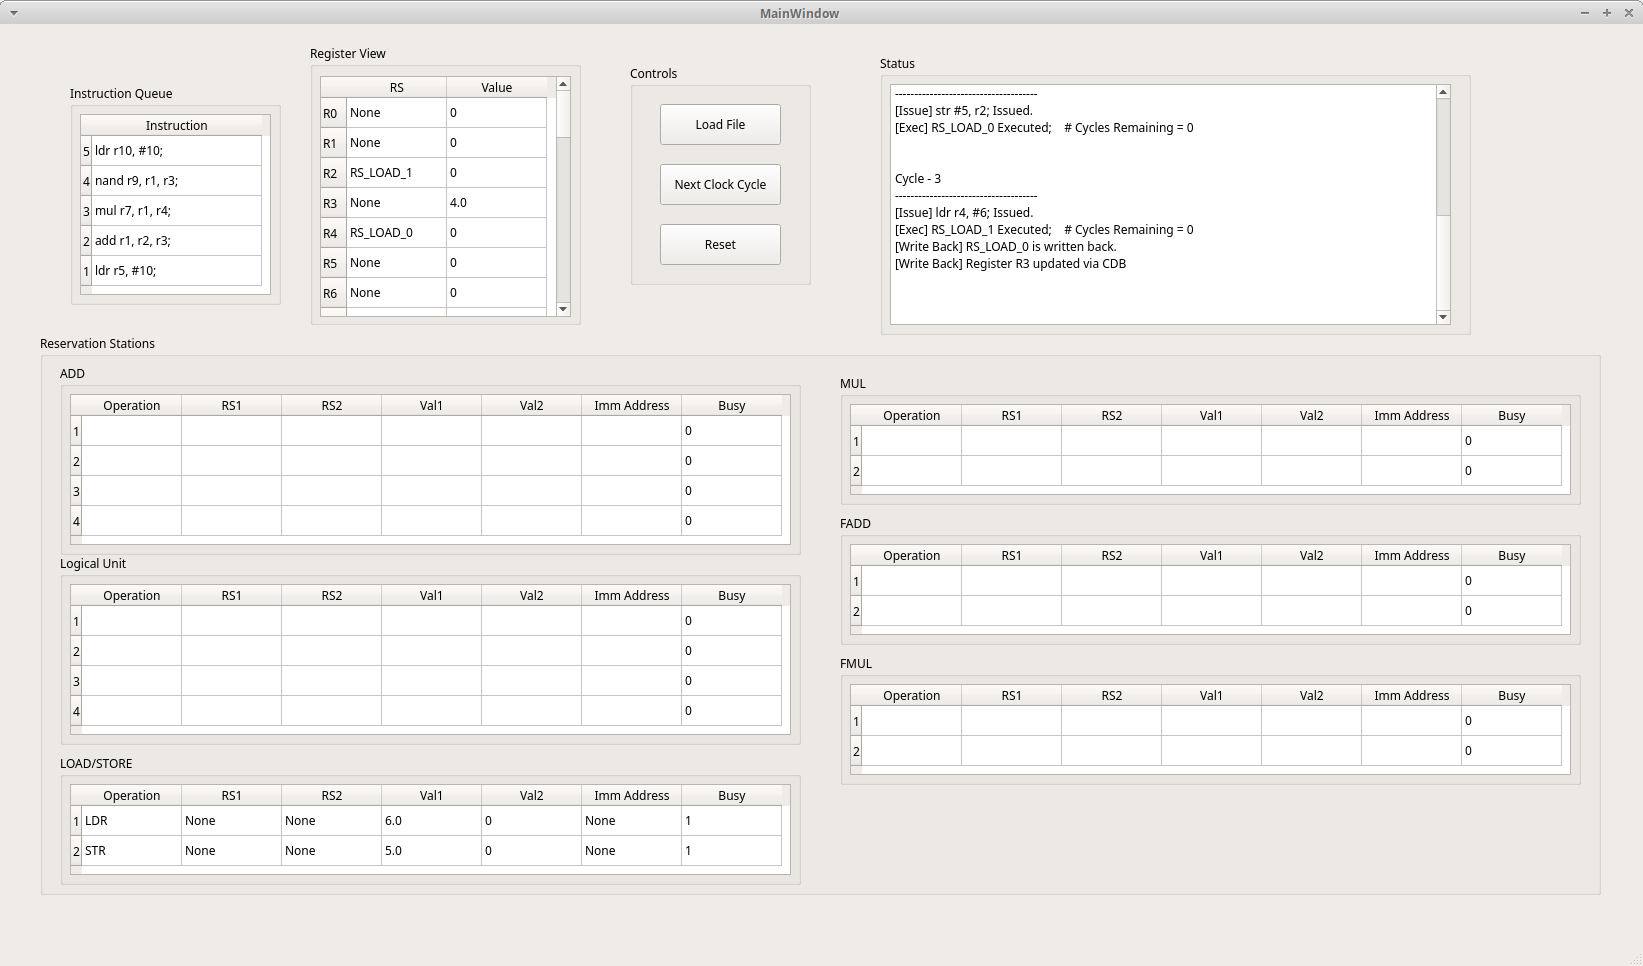 MainWindow
Instruction Queue
Instruction
5 ldr r10, #10;
4 nand r9, r1, r3;
3 mul r7, r1, r4;
2 add r1, r2, r3;
1 ldr r5, #10;
Register View
RS Value
R0 None 0
R1 None 0
R2 RS_LOAD_1 0
R3 None 4.0
R4 RS_LOAD_0 0
R5 None 0
R6 None 0
Controls
Load File
Next Clock Cycle
Reset
Status
-------------------------------------
[Issue] str #5, r2; Issued.
[Exec] RS_LOAD_0 Executed; # Cycles Remaining = 0
Cycle - 3
-------------------------------------
[Issue] ldr r4, #6; Issued.
[Exec] RS_LOAD_1 Executed; # Cycles Remaining = 0
[Write Back] RS_LOAD_0 is written back.
[Write Back] Register R3 updated via CDB
Reservation Stations
ADD
Operation RS1 RS2 Val1 Val2 Imm Address Busy
1 0
2 0
3 0
4 0
Logical Unit
Operation RS1 RS2 Val1 Val2 Imm Address Busy
1 0
2 0
3 0
4 0
LOAD/STORE
Operation RS1 RS2 Val1 Val2 Imm Address Busy
1 LDR None None 6.0 0 None 1
2 STR None None 5.0 0 None 1
MUL
Operation RS1 RS2 Val1 Val2 Imm Address Busy
1 0
2 0
FADD
Operation RS1 RS2 Val1 Val2 Imm Address Busy
1 0
2 0
FMUL
Operation RS1 RS2 Val1 Val2 Imm Address Busy
1 0
2 0